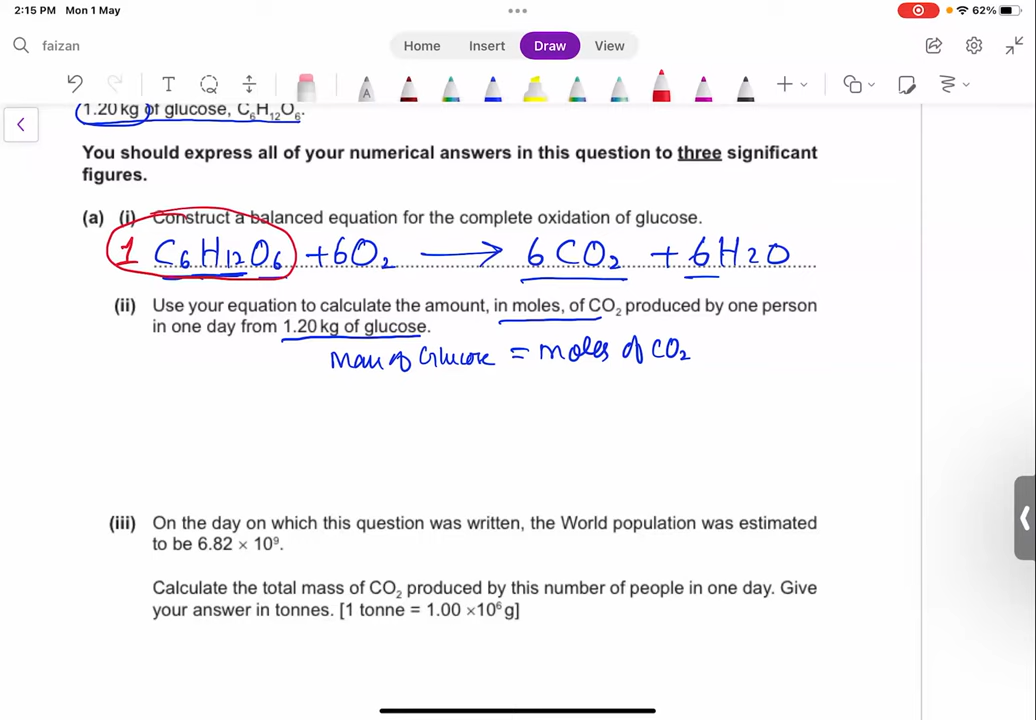 2:15 PM Mon 1 May
62%
faizan
Home Insert Draw View
1.20 kg of glucose, C₆H₁₂O₆.
You should express all of your numerical answers in this question to three significant
figures.
(a) (i) Construct a balanced equation for the complete oxidation of glucose.
1 C₆H₁₂O₆ + 6O₂ → 6CO₂ + 6H2O
(ii) Use your equation to calculate the amount, in moles, of CO₂ produced by one person
in one day from 1.20 kg of glucose.
Mass of Glucose = moles of CO₂
(iii) On the day on which this question was written, the World population was estimated
to be 6.82 × 10⁹.
Calculate the total mass of CO₂ produced by this number of people in one day. Give
your answer in tonnes. [1 tonne = 1.00 ×10⁶ g]